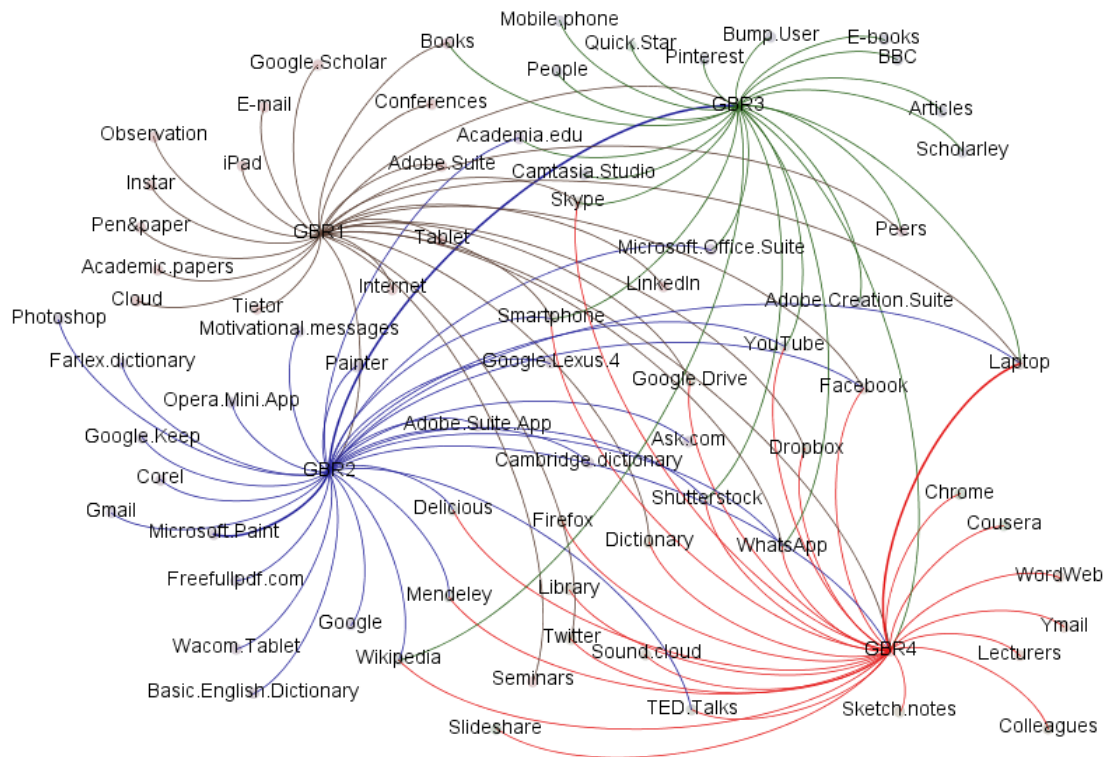 Mobile.phone
Books
Quick.Star
Bump.User
E-books
Pinterest
BBC
Google.Scholar
People
E-mail
Conferences
GBR3
Articles
Observation
Academia.edu
Scholarley
iPad
Adobe.Suite
Camtasia.Studio
Instar
Skype
Pen&paper
GBR1
Tablet
Peers
Microsoft.Office.Suite
Academic.papers
Internet
LinkedIn
Cloud
Tietor
Adobe.Creation.Suite
Photoshop
Motivational.messages
Smartphone
YouTube
Farlex.dictionary
Painter
Google.Lexus.4
Laptop
Google.Drive
Facebook
Opera.Mini.App
Adobe.Suite.App
Google.Keep
Ask.com
Dropbox
GBR2
Cambridge.dictionary
Corel
Shutterstock
Chrome
Gmail
Delicious
Microsoft.Paint
Firefox
Cousera
Dictionary
WhatsApp
Freefullpdf.com
Mendeley
Library
WordWeb
Google
Ymail
Wacom.Tablet
Twitter
Wikipedia
Sound.cloud
GBR4
Lecturers
Seminars
Basic.English.Dictionary
TED.Talks
Sketch.notes
Slideshare
Colleagues